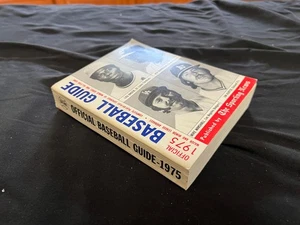 OFFICIAL
1975
BASEBALL GUIDE
Published by The Sporting News
OFFICIAL BASEBALL GUIDE-1975